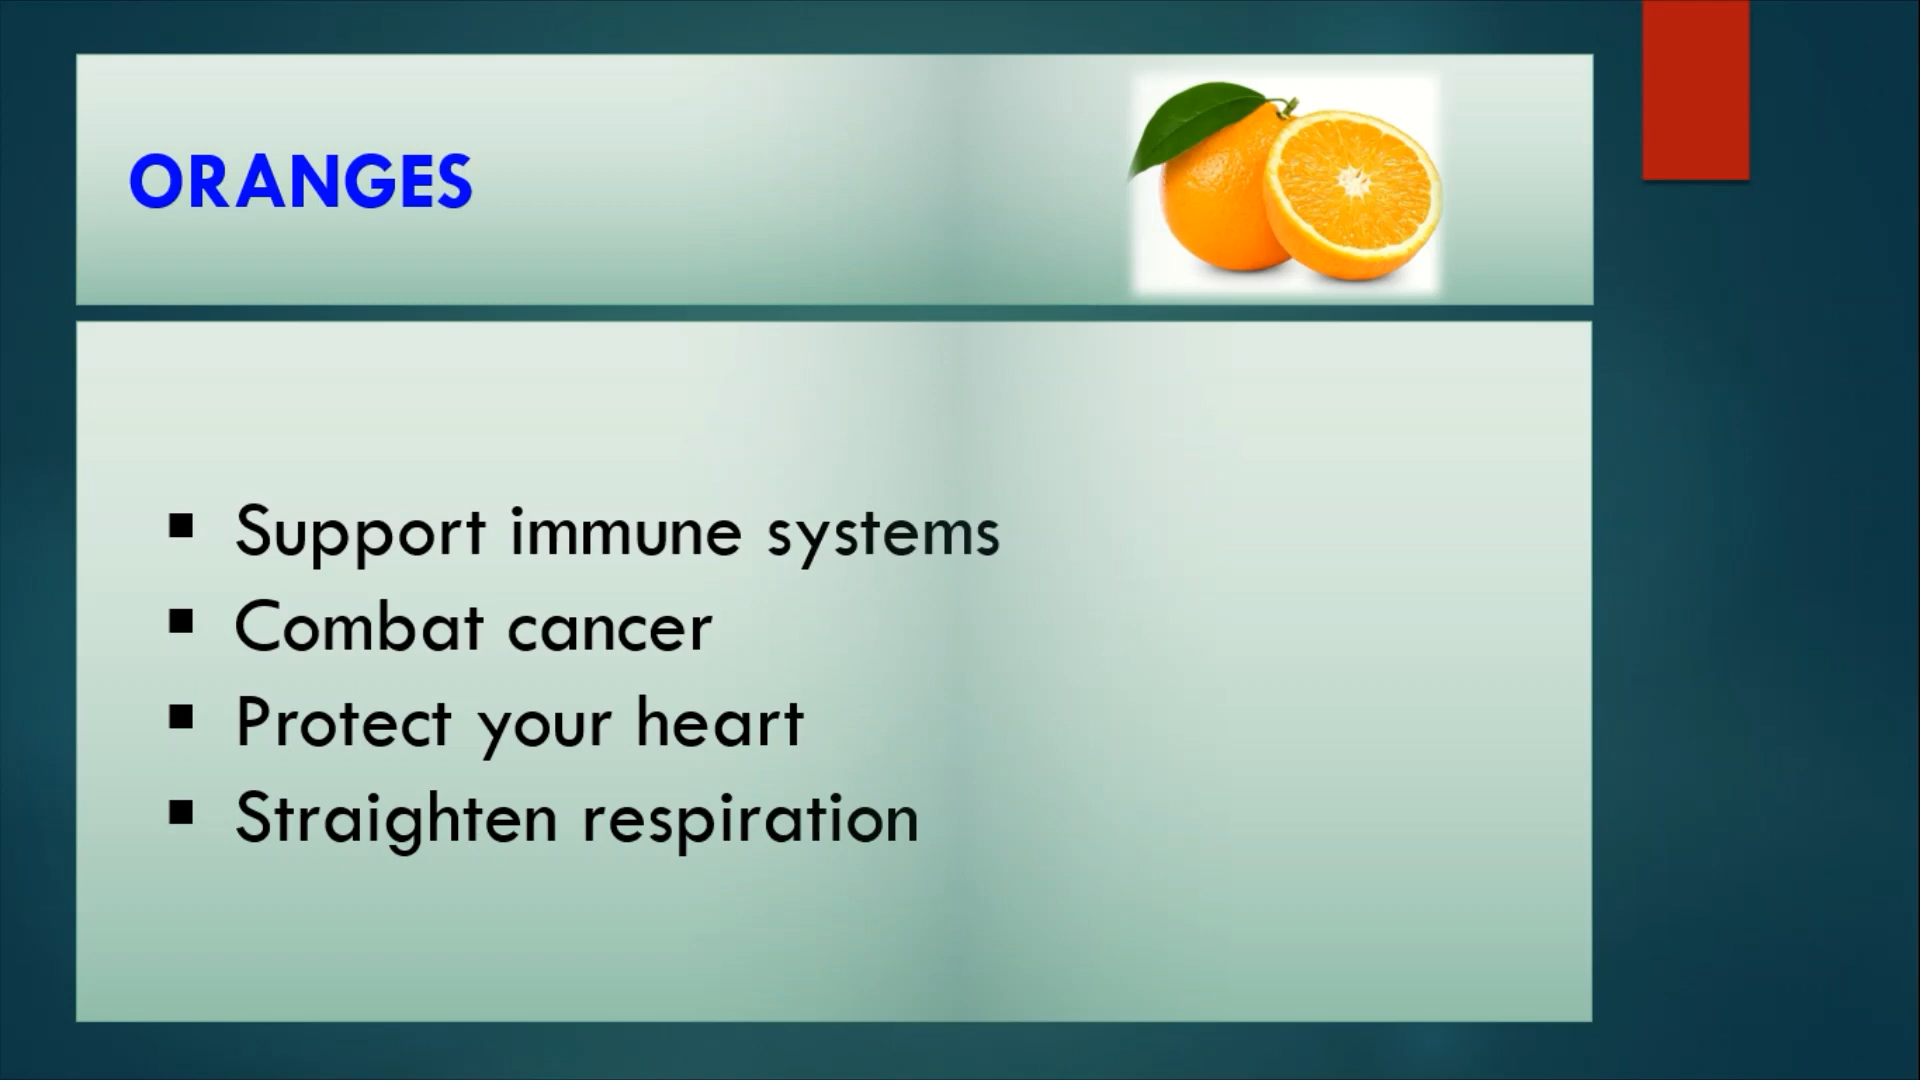 ORANGES
▪ Support immune systems
▪ Combat cancer
▪ Protect your heart
▪ Straighten respiration